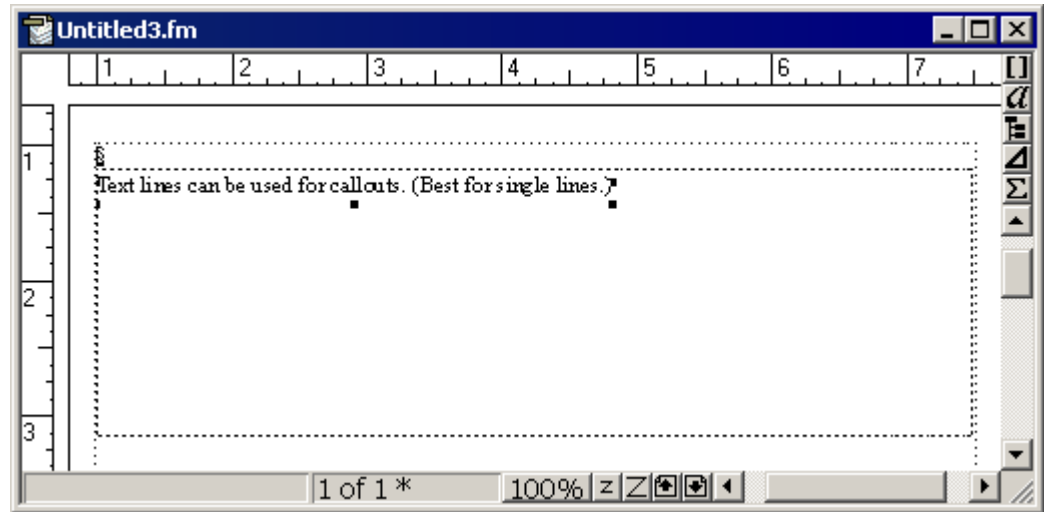 Untitled3.fm
1 2 3 4 5 6 7
1
§
Text lines can be used for callouts. (Best for single lines.)
2
3
1 of 1 * 100% z Z